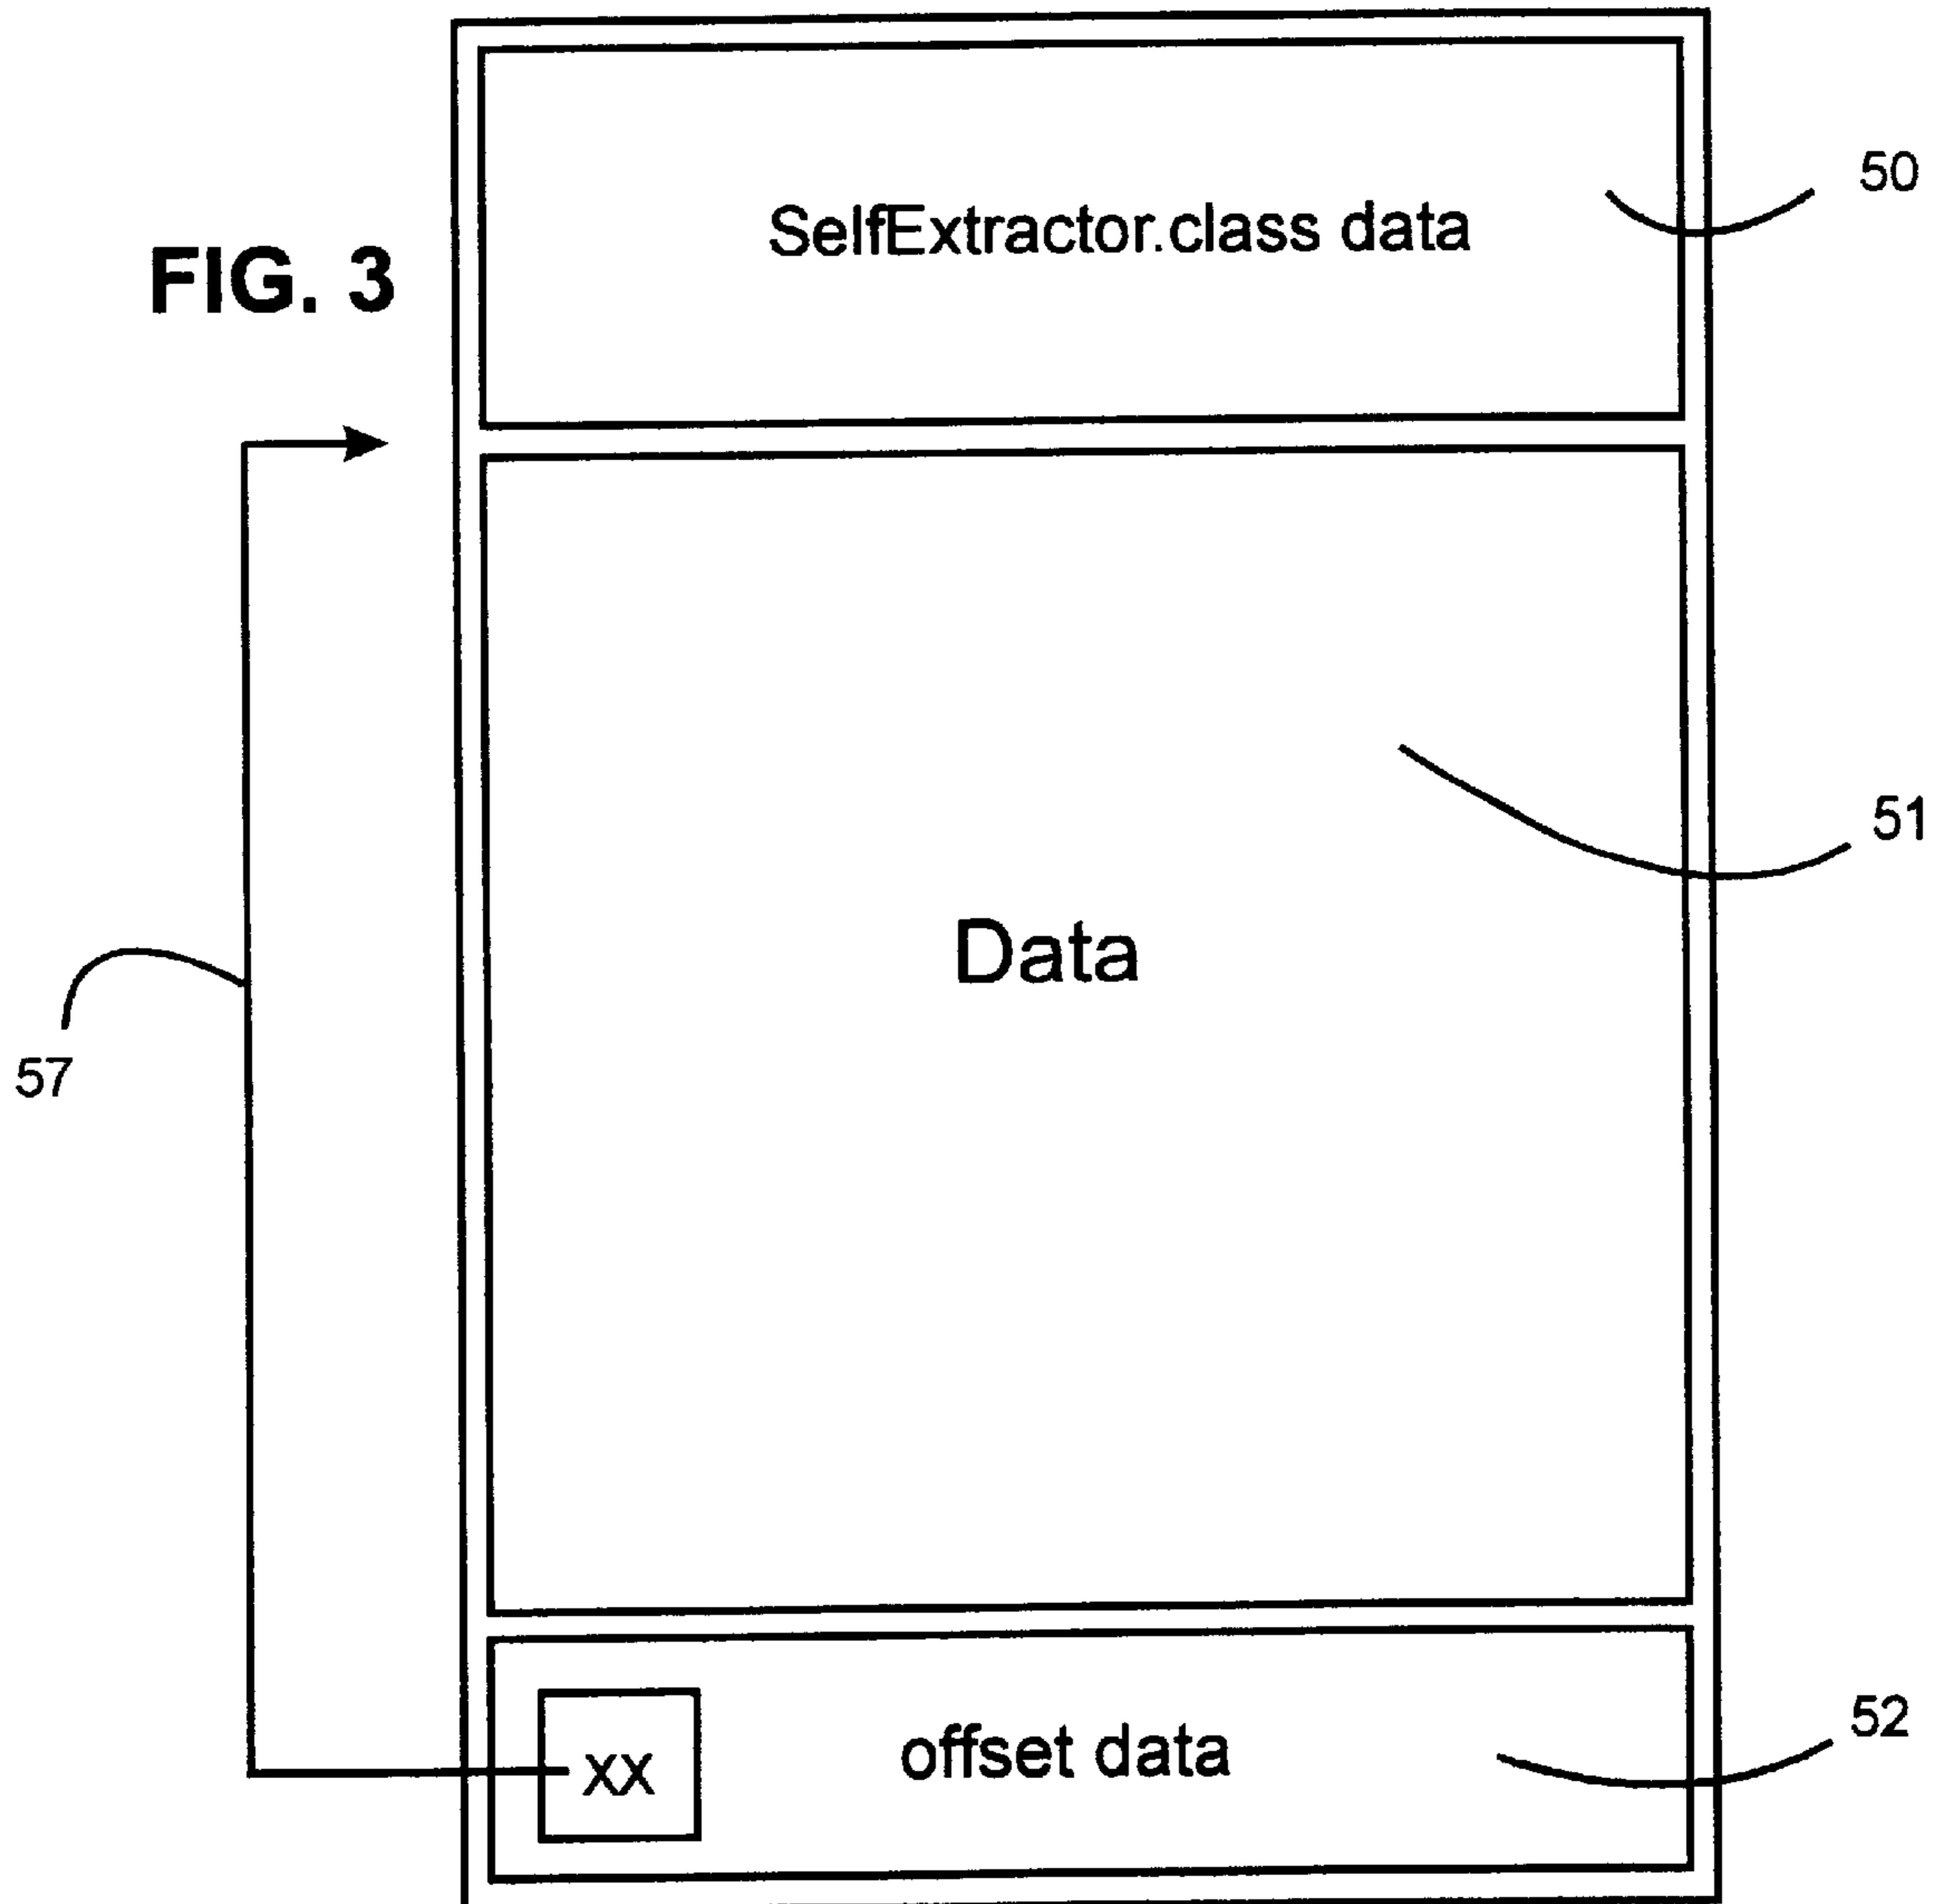 50
SelfExtractor.class data
FIG. 3
51
Data
57
52
offset data
xx